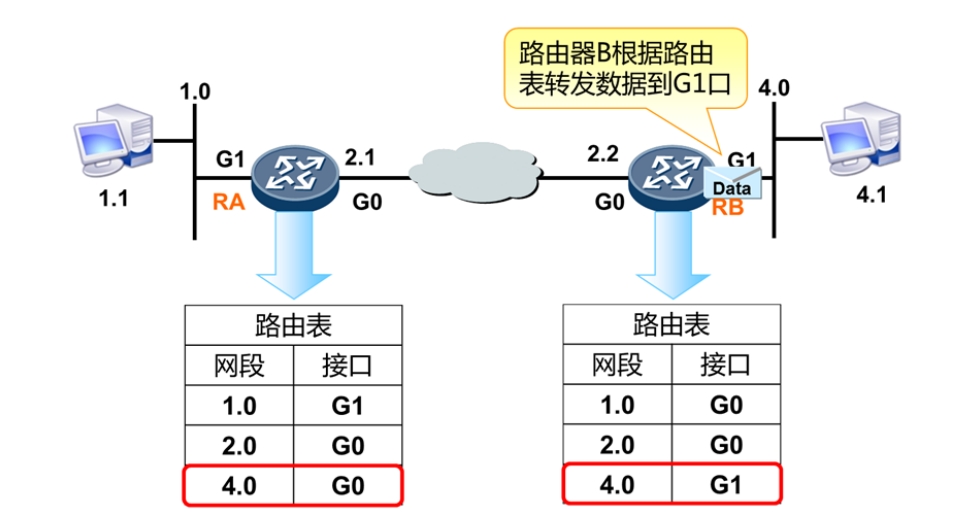 路由器B根据路由
表转发数据到G1口
1.0
4.0
G1
2.1
2.2
G1
1.1
RA
G0
G0
Data
RB
4.1
路由表
网段 接口
1.0 G1
2.0 G0
4.0 G0
路由表
网段 接口
1.0 G0
2.0 G0
4.0 G1